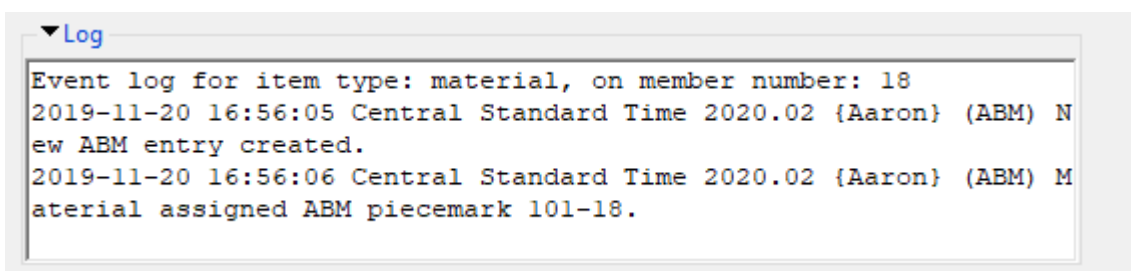 Log
Event log for item type: material, on member number: 18
2019-11-20 16:56:05 Central Standard Time 2020.02 {Aaron} (ABM) N
ew ABM entry created.
2019-11-20 16:56:06 Central Standard Time 2020.02 {Aaron} (ABM) M
aterial assigned ABM piecemark 101-18.